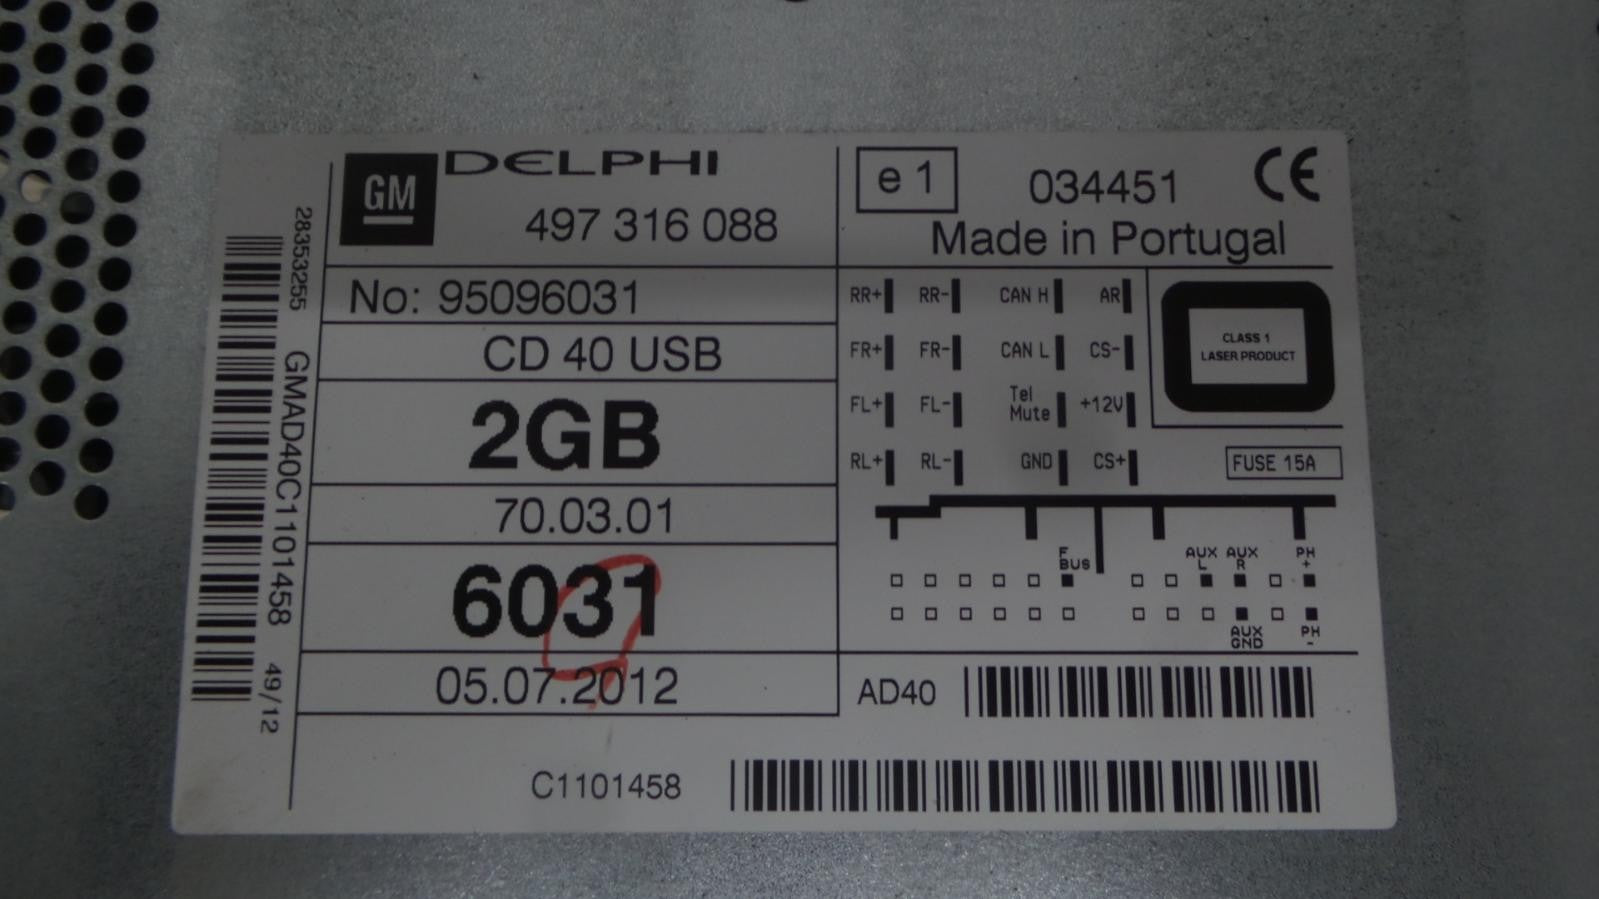 28353255 GMAD40C1101458 49/12
GM DELPHI
497 316 088
No: 95096031
CD 40 USB
2GB
70.03.01
6031
05.07.2012
C1101458
e 1 034451 CE
Made in Portugal
RR+ RR- CAN H AR
FR+ FR- CAN L CS-
FL+ FL- Tel Mute +12V
RL+ RL- GND CS+
CLASS 1
LASER PRODUCT
FUSE 15A
F BUS AUX L AUX R PH +
AUX GND PH -
AD40